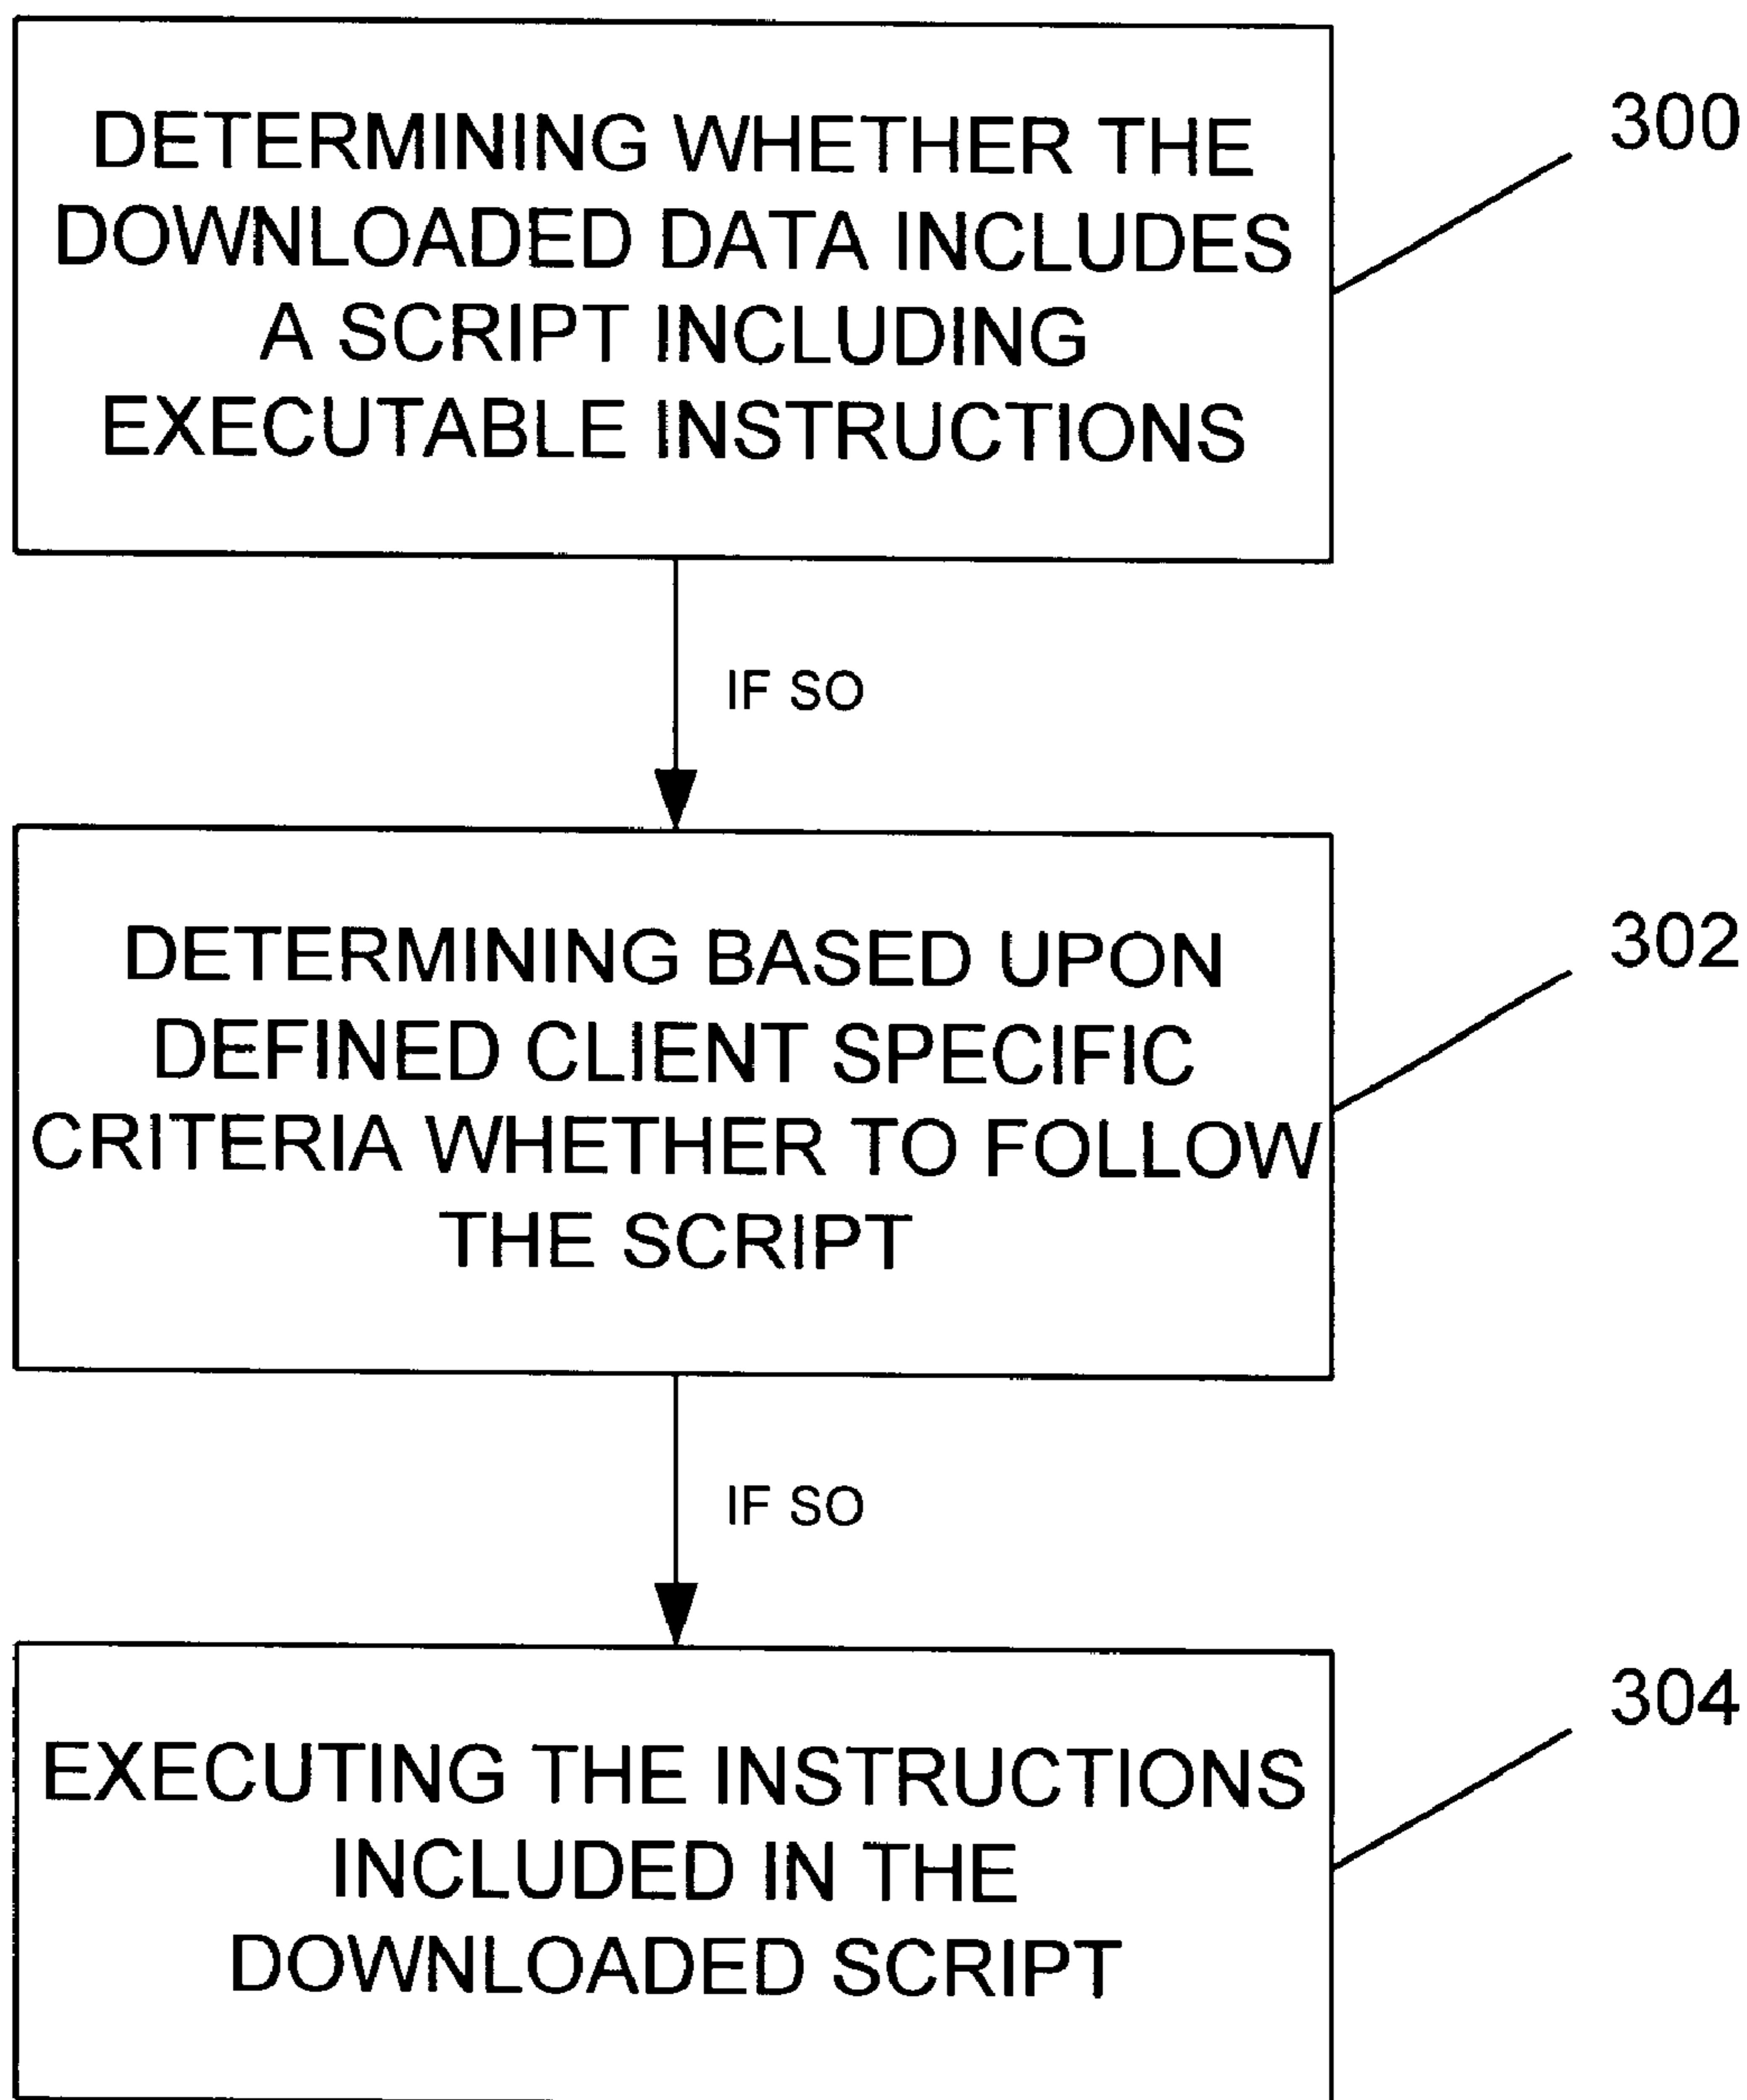 DETERMINING WHETHER THE
DOWNLOADED DATA INCLUDES
A SCRIPT INCLUDING
EXECUTABLE INSTRUCTIONS
300
IF SO
DETERMINING BASED UPON
DEFINED CLIENT SPECIFIC
CRITERIA WHETHER TO FOLLOW
THE SCRIPT
302
IF SO
EXECUTING THE INSTRUCTIONS
INCLUDED IN THE
DOWNLOADED SCRIPT
304